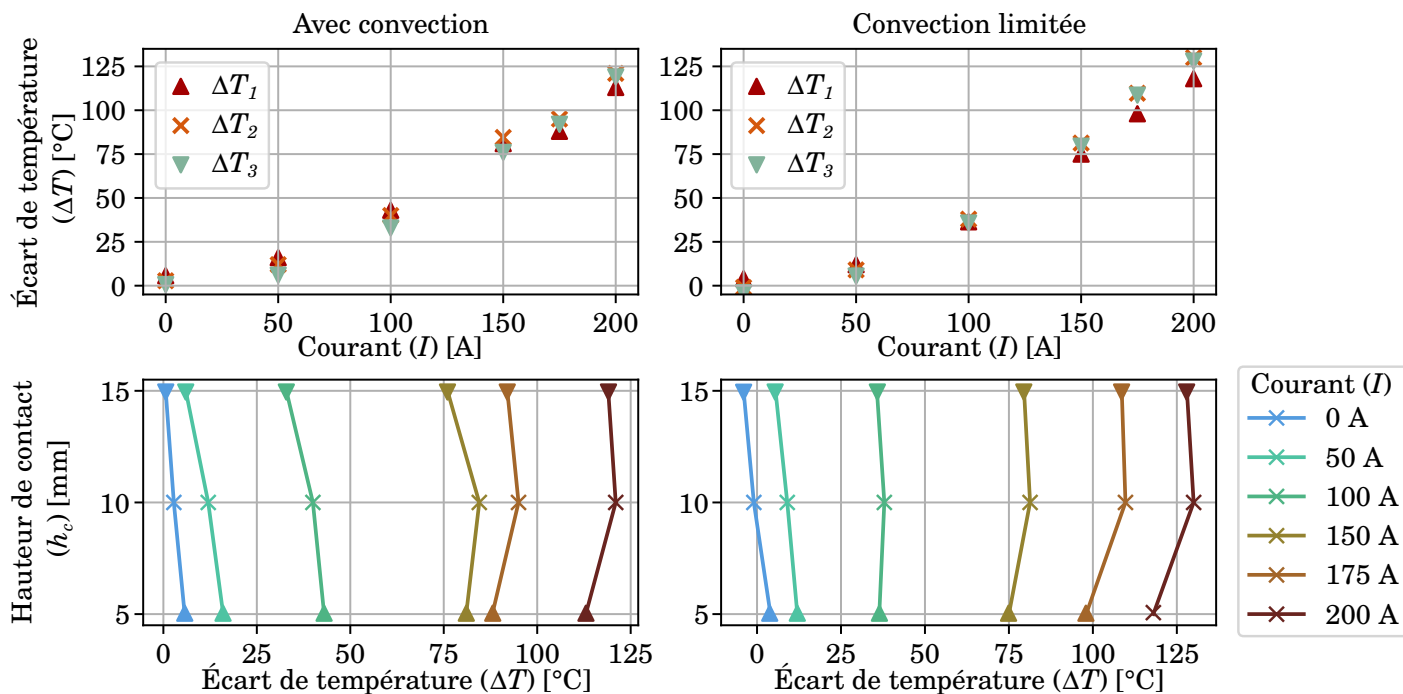 Avec convection
Convection limitée
Écart de température
(ΔT) [°C]
125
100
75
50
25
0
ΔT1
ΔT2
ΔT3
0 50 100 150 200
Courant (I) [A]
125
100
75
50
25
0
ΔT1
ΔT2
ΔT3
0 50 100 150 200
Courant (I) [A]
Hauteur de contact
(hc) [mm]
15
10
5
0 25 50 75 100 125
Écart de température (ΔT) [°C]
15
10
5
0 25 50 75 100 125
Écart de température (ΔT) [°C]
Courant (I)
0 A
50 A
100 A
150 A
175 A
200 A